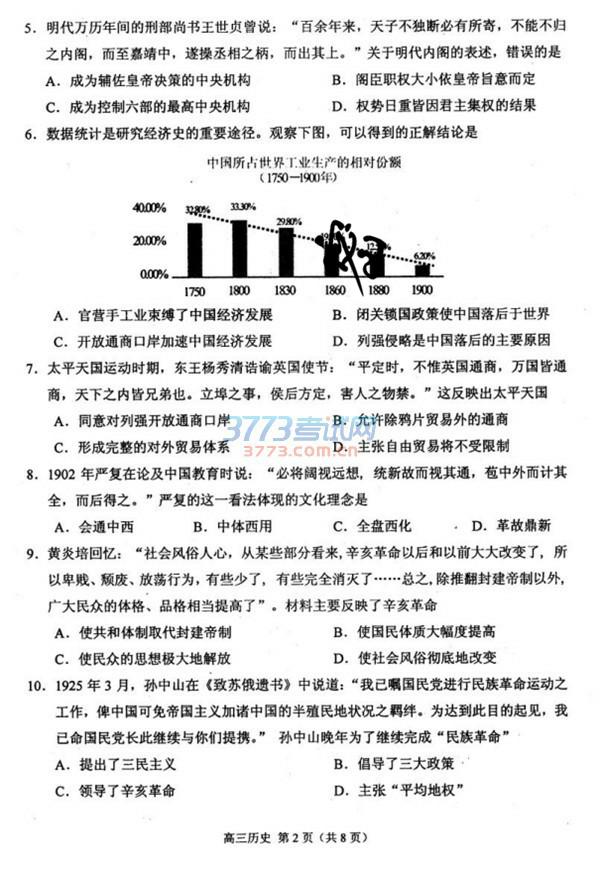 5．明代万历年间的刑部尚书王世贞曾说：“百余年来，天子不独断必有所寄，不能不归
之内阁，而至嘉靖中，遂操丞相之柄，而出其上。”关于明代内阁的表述，错误的是
A．成为辅佐皇帝决策的中央机构 B．阁臣职权大小依皇帝旨意而定
C．成为控制六部的最高中央机构 D．权势日重皆因君主集权的结果
6．数据统计是研究经济史的重要途径。观察下图，可以得到的正解结论是
中国所占世界工业生产的相对份额
（1750—1900年）
40.00% 32.80% 33.30% 29.80%
20.00% 6.20%
0.00%
1750 1800 1830 1860 1880 1900
A．官营手工业束缚了中国经济发展 B．闭关锁国政策使中国落后于世界
C．开放通商口岸加速中国经济发展 D．列强侵略是中国落后的主要原因
7．太平天国运动时期，东王杨秀清诰谕英国使节：“平定时，不惟英国通商，万国皆通
商，天下之内皆兄弟也。立埠之事，侯后方定，害人之物禁。”这反映出太平天国
A．同意对列强开放通商口岸 B．允许除鸦片贸易外的通商
3773考试网
C．形成完整的对外贸易体系 D．主张自由贸易将不受限制
3773.com.cn
8．1902 年严复在论及中国教育时说：“必将阔视远想，统新故而视其通，苞中外而计其
全，而后得之。”严复的这一看法体现的文化理念是
A．会通中西 B．中体西用 C．全盘西化 D．革故鼎新
9．黄炎培回忆：“社会风俗人心，从某些部分看来，辛亥革命以后和以前大大改变了，所
以卑贱、颓废、放荡行为，有些少了，有些完全消灭了……总之，除推翻封建帝制以外，
广大民众的体格、品格相当提高了”。材料主要反映了辛亥革命
A．使共和体制取代封建帝制 B．使国民体质大幅度提高
C．使民众的思想极大地解放 D．使社会风俗彻底地改变
10．1925 年 3 月，孙中山在《致苏俄遗书》中说道：“我已嘱国民党进行民族革命运动之
工作，俾中国可免帝国主义加诸中国的半殖民地状况之羁绊。为达到此目的起见，我
已命国民党长此继续与你们提携。” 孙中山晚年为了继续完成“民族革命”
A．提出了三民主义 B．倡导了三大政策
C．领导了辛亥革命 D．主张“平均地权”
高三历史 第 2 页（共 8 页）